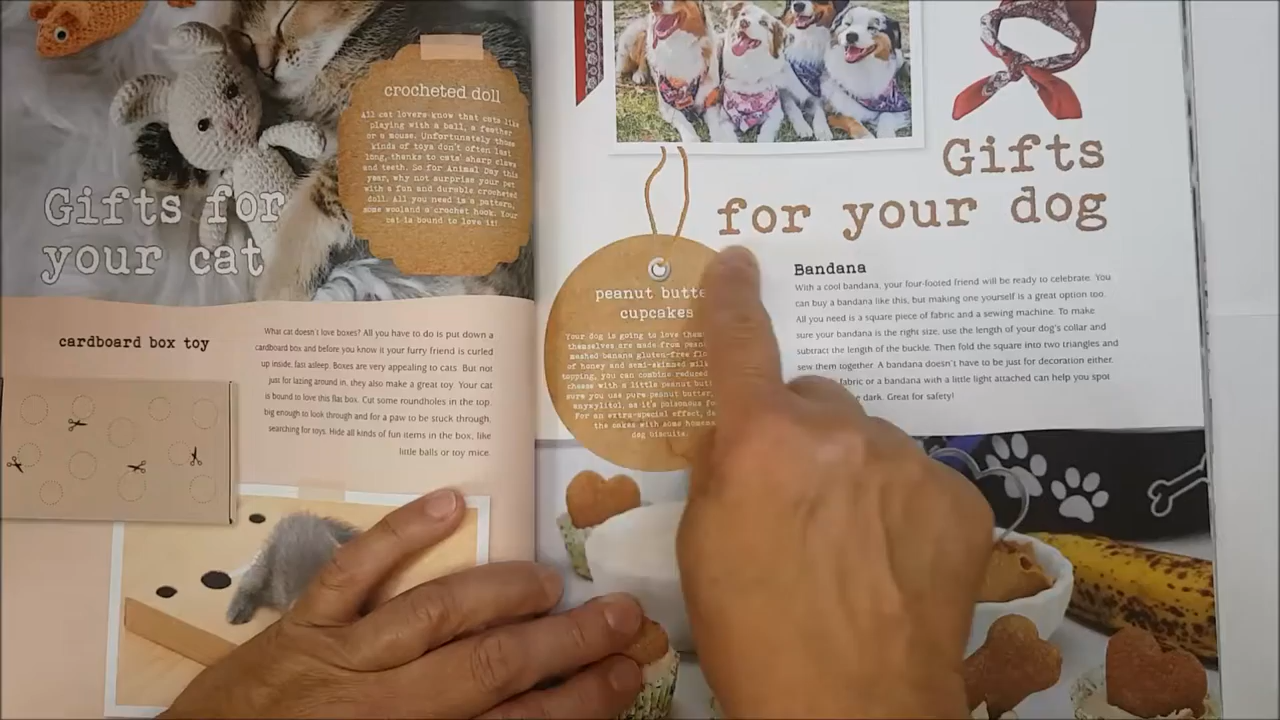 Gifts for
your cat
crocheted doll
All cat lovers know that cats like
playing with a ball, a feather
or a mouse. Unfortunately those
kinds of toys don't often last
long, thanks to cats' sharp claws
and teeth. So for Animal Day this
year, why not surprise your pet
with a fun and durable crocheted
doll. All you need is a pattern,
some wool and a crochet hook. Your
cat is bound to love it!
cardboard box toy
What cat doesn't love boxes? All you have to do is put down a
cardboard box and before you know it your furry friend is curled
up inside, fast asleep. Boxes are very appealing to cats. But not
just for lazing around in, they also make a great toy. Your cat
is bound to love this flat box. Cut some roundholes in the top,
big enough to look through and for a paw to be stuck through,
searching for toys. Hide all kinds of fun items in the box, like
little balls or toy mice.
Gifts
for your dog
peanut butte
cupcakes
Your dog is going to love them
themselves are made from pean
mashed banana gluten-free flo
of honey and semi-skimmed milk
topping, you can combine reduced
cheese with a little peanut butt
sure you use pure peanut butter,
as it's poisonous fo
For an extra-special effect, de
the cakes with some homema
dog biscuits.
Bandana
With a cool bandana, your four-footed friend will be ready to celebrate. You
can buy a bandana like this, but making one yourself is a great option too.
All you need is a square piece of fabric and a sewing machine. To make
sure your bandana is the right size, use the length of your dog's collar and
subtract the length of the buckle. Then fold the square into two triangles and
sew them together. A bandana doesn't have to be just for decoration either.
fabric or a bandana with a little light attached can help you spot
dark. Great for safety!